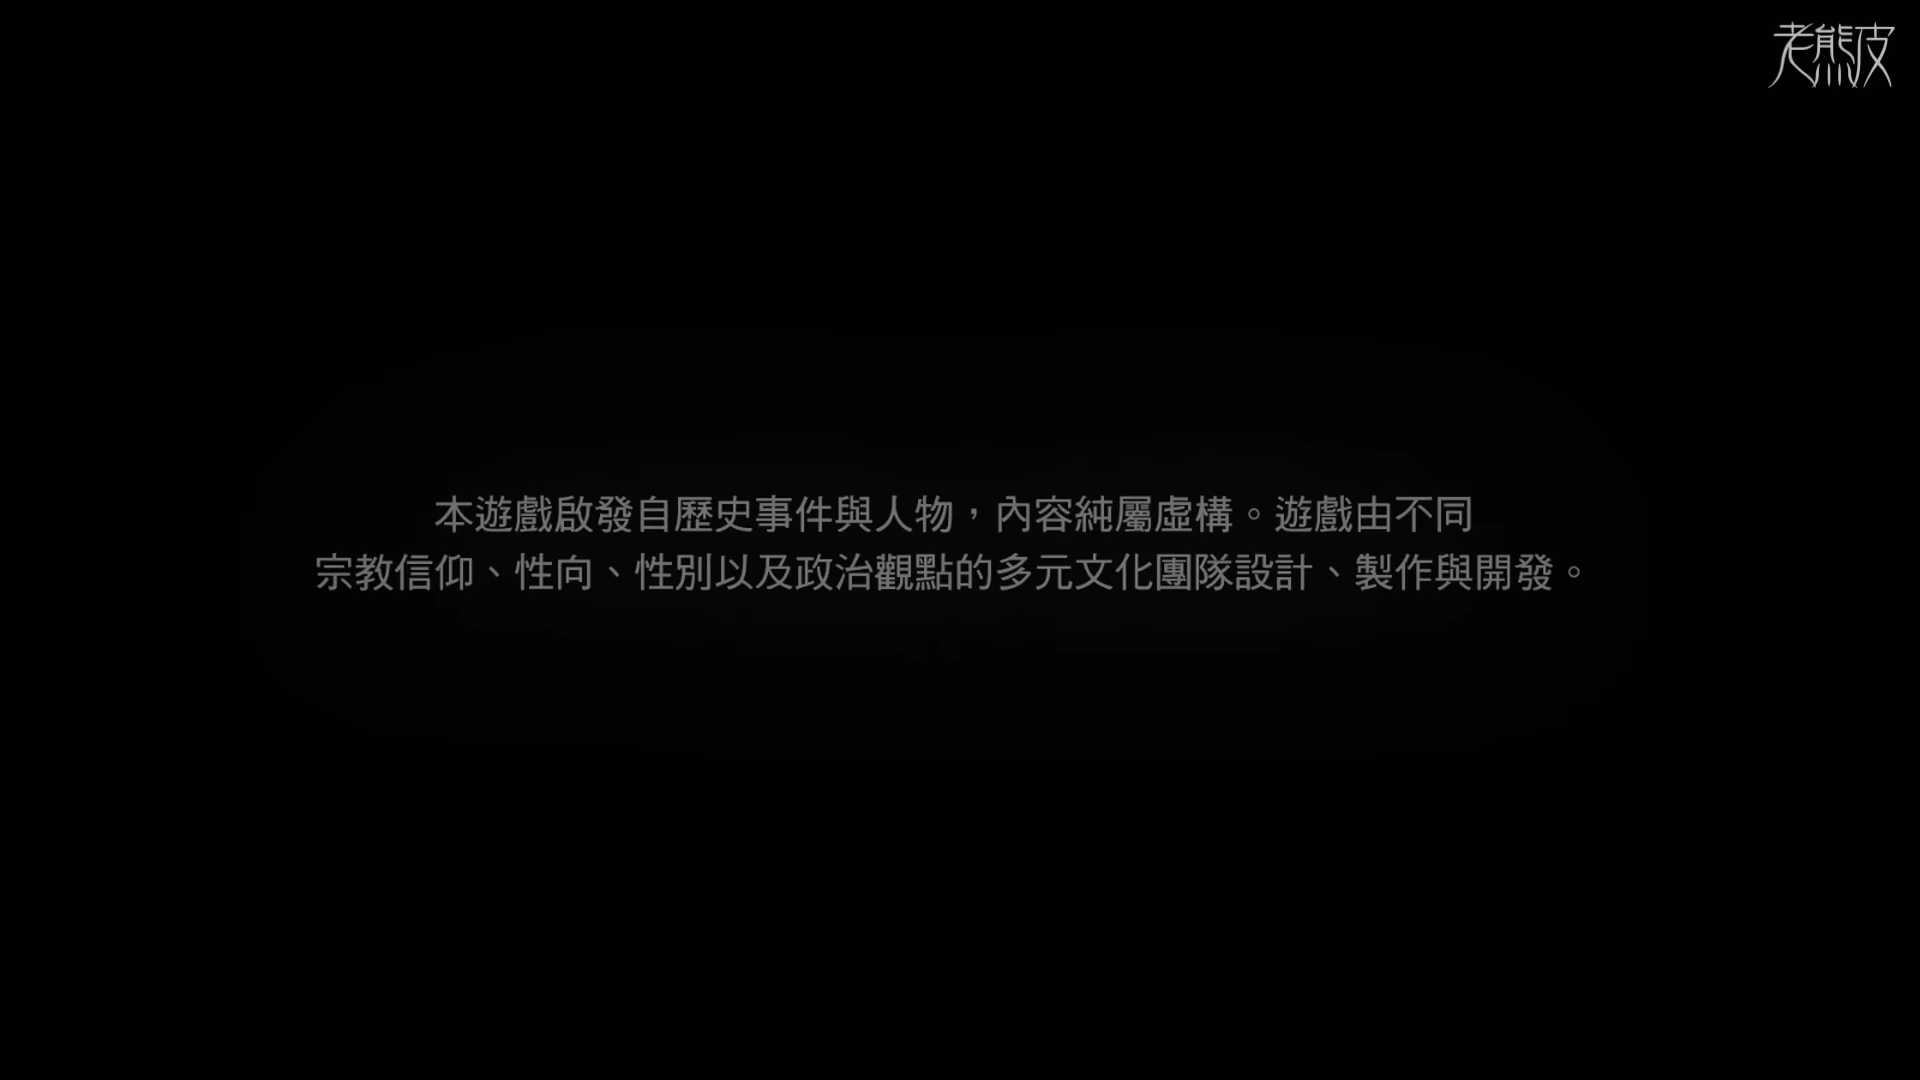 老熊皮
本遊戲啟發自歷史事件與人物，內容純屬虛構。遊戲由不同
宗教信仰、性向、性別以及政治觀點的多元文化團隊設計、製作與開發。